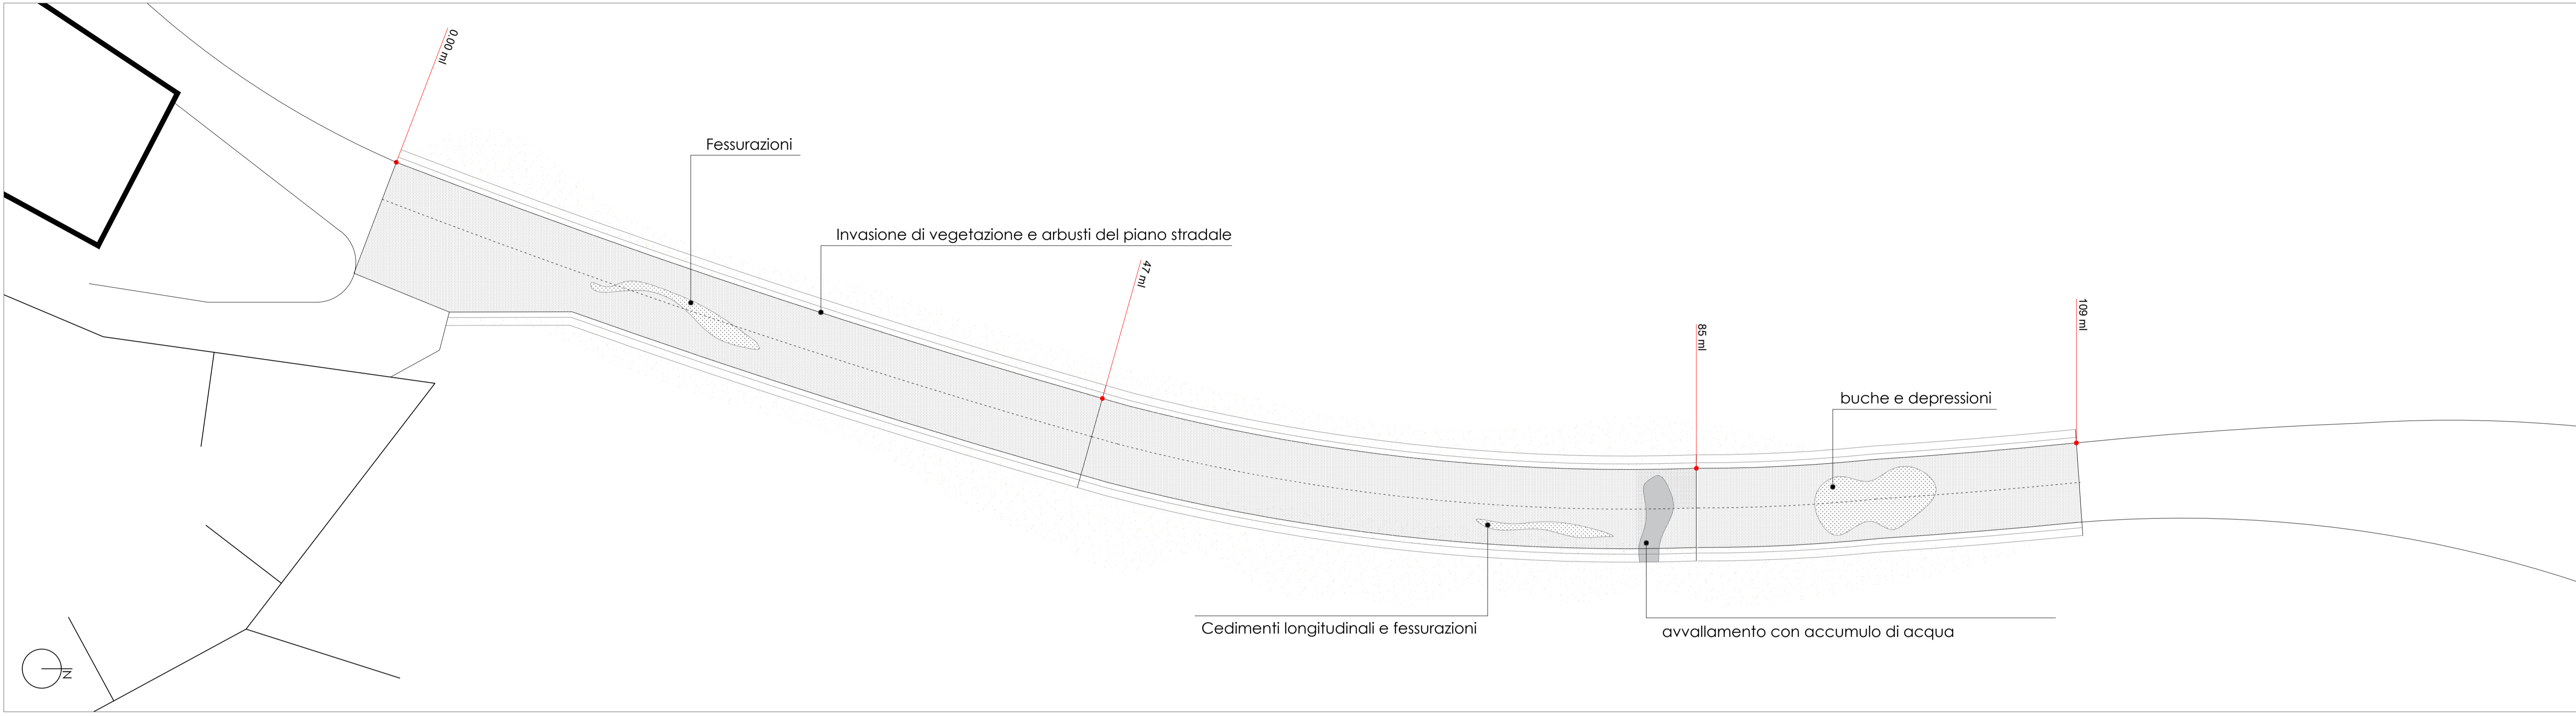 0.00 ml
Fessurazioni
Invasione di vegetazione e arbusti del piano stradale
47 ml
85 ml
109 ml
buche e depressioni
Cedimenti longitudinali e fessurazioni
avvallamento con accumulo di acqua
N